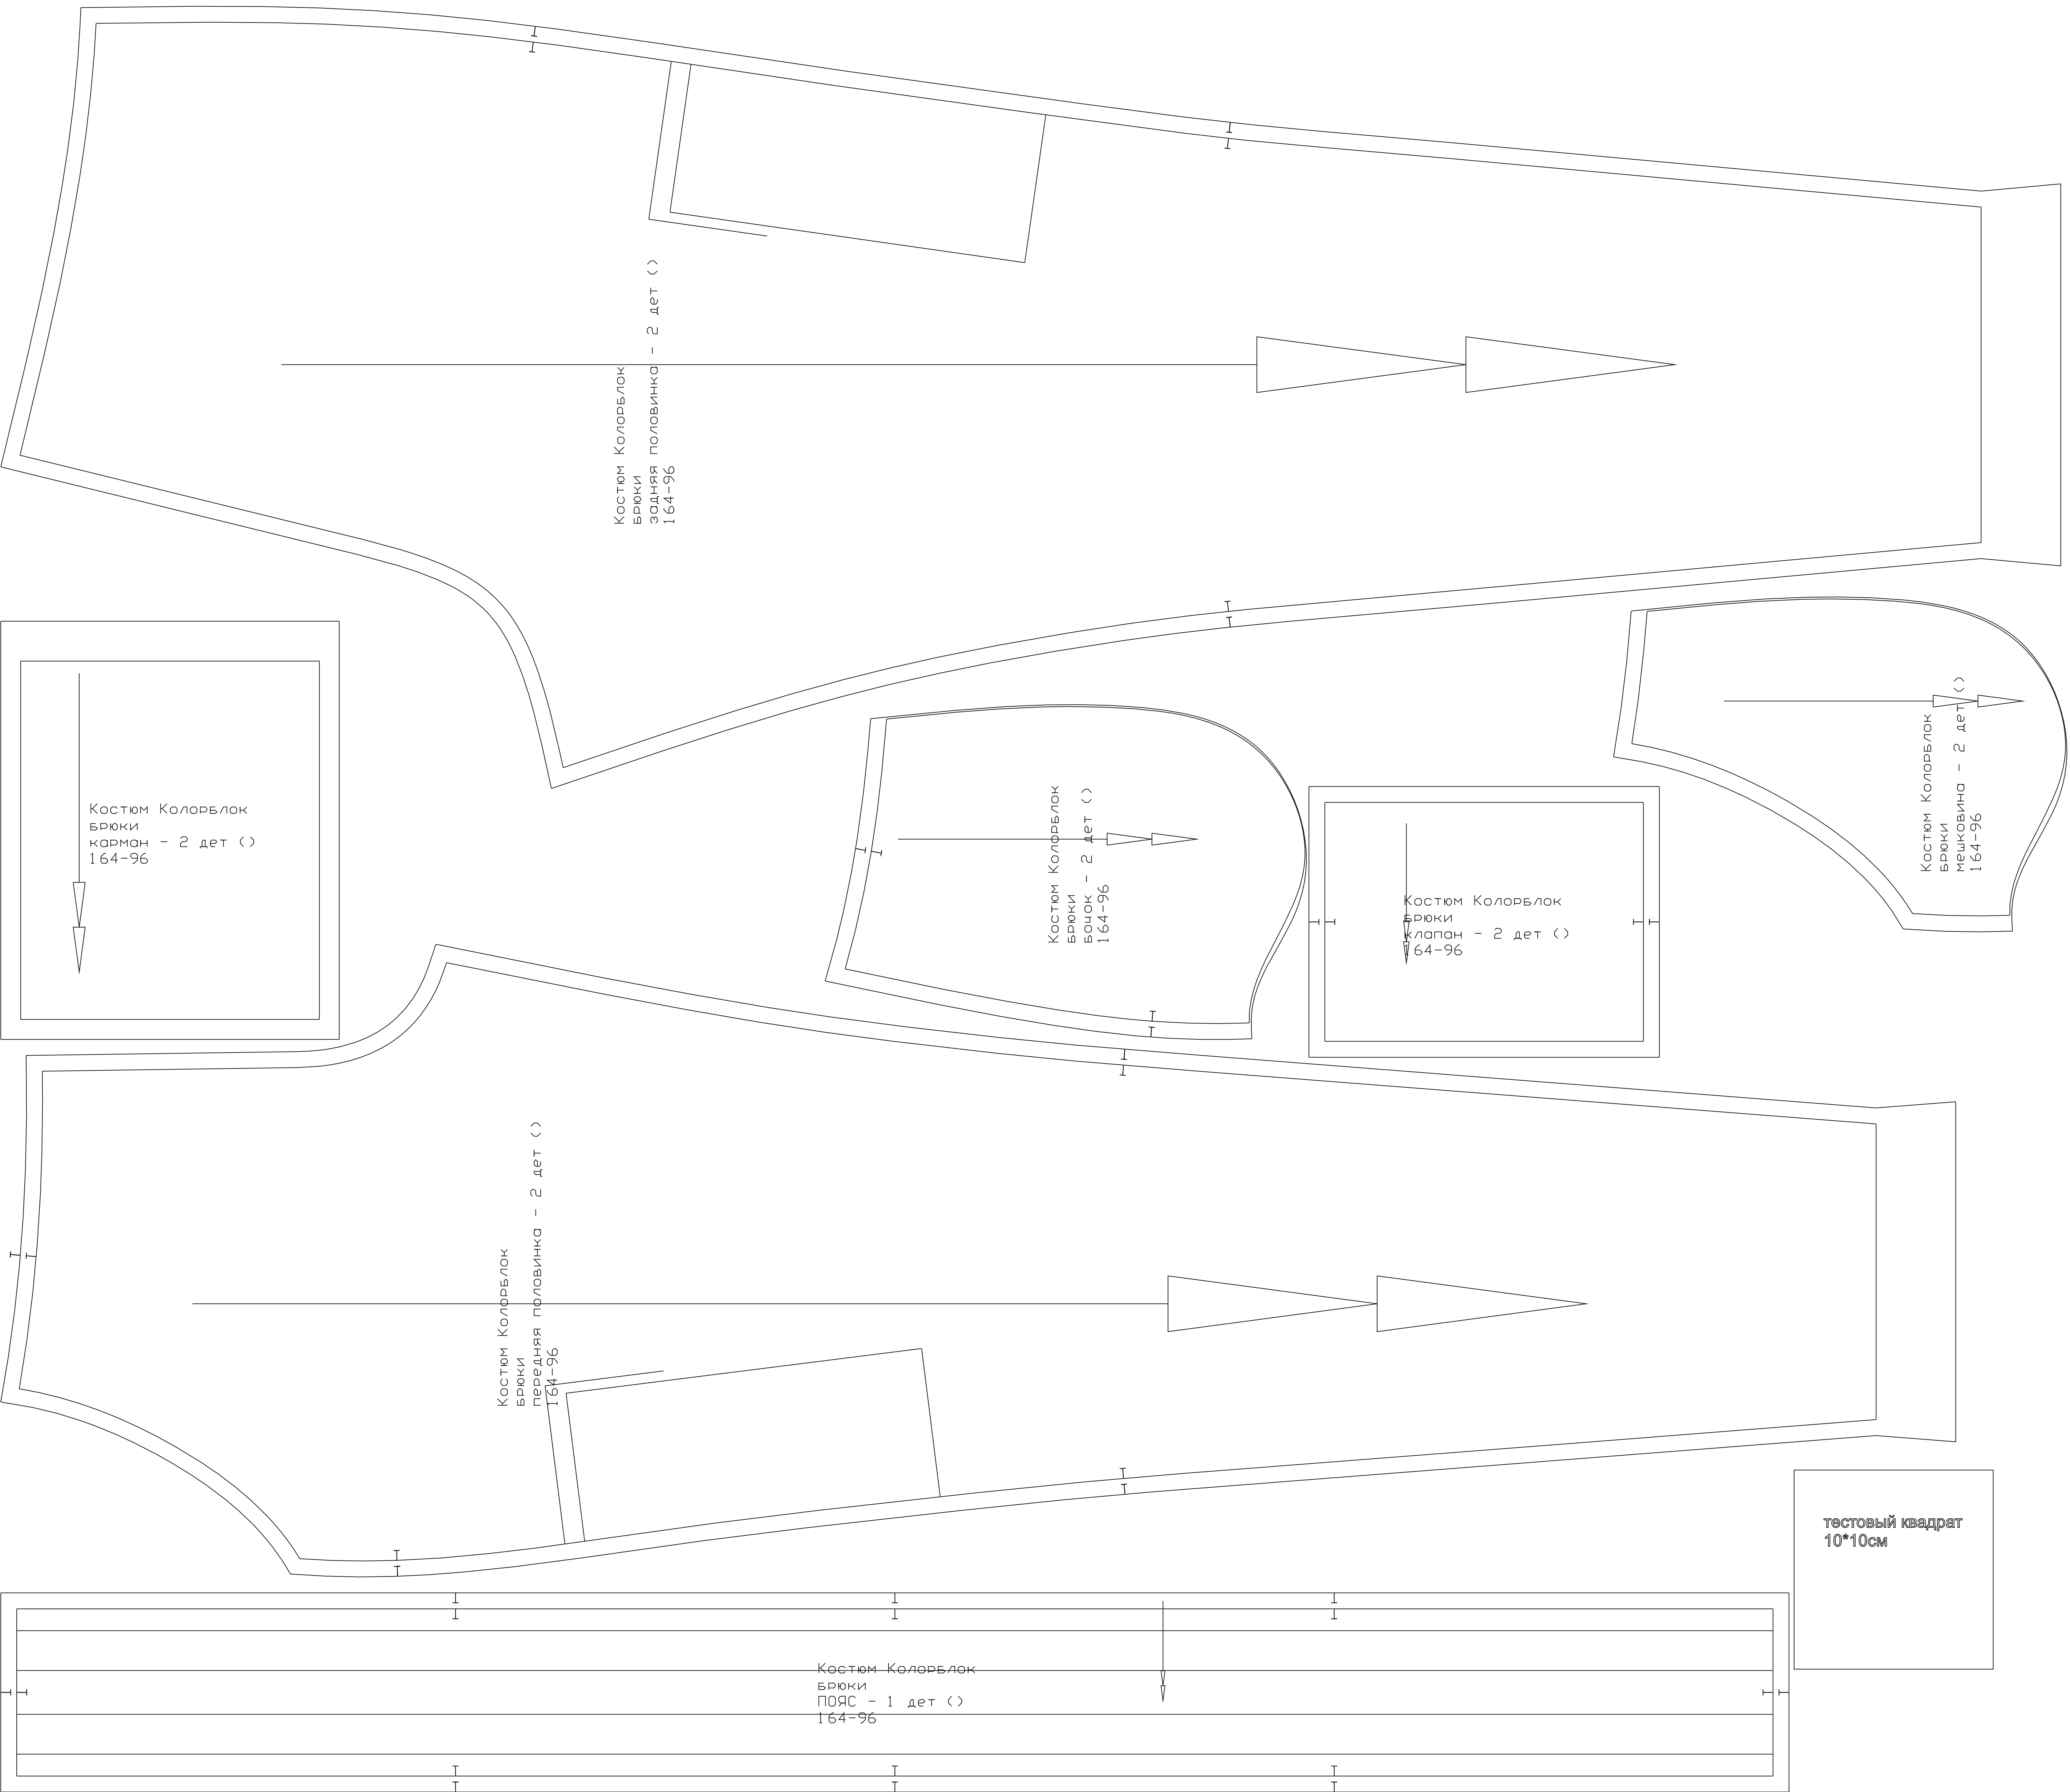 Костюм Колорблок
Брюки
задняя половинка - 2 дет ()
164-96
Костюм Колорблок
Брюки
карман - 2 дет ()
164-96
Костюм Колорблок
Брюки
Бочок - 2 дет ()
164-96
Костюм Колорблок
Брюки
клапан - 2 дет ()
164-96
Костюм Колорблок
Брюки
мешковина - 2 дет ()
164-96
Костюм Колорблок
Брюки
передняя половинка - 2 дет ()
164-96
тестовый квадрат
10*10см
Костюм Колорблок
Брюки
ПОЯС - 1 дет ()
164-96